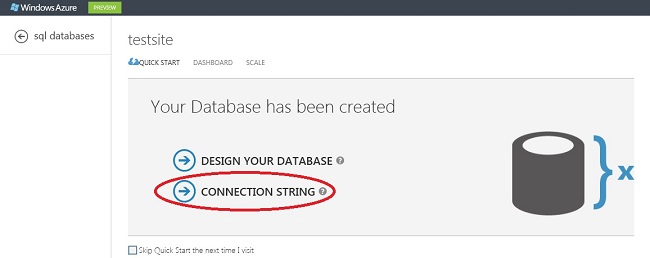 Windows Azure PREVIEW
sql databases
testsite
QUICK START DASHBOARD SCALE
Your Database has been created
DESIGN YOUR DATABASE ?
CONNECTION STRING ?
x
Skip Quick Start the next time I visit